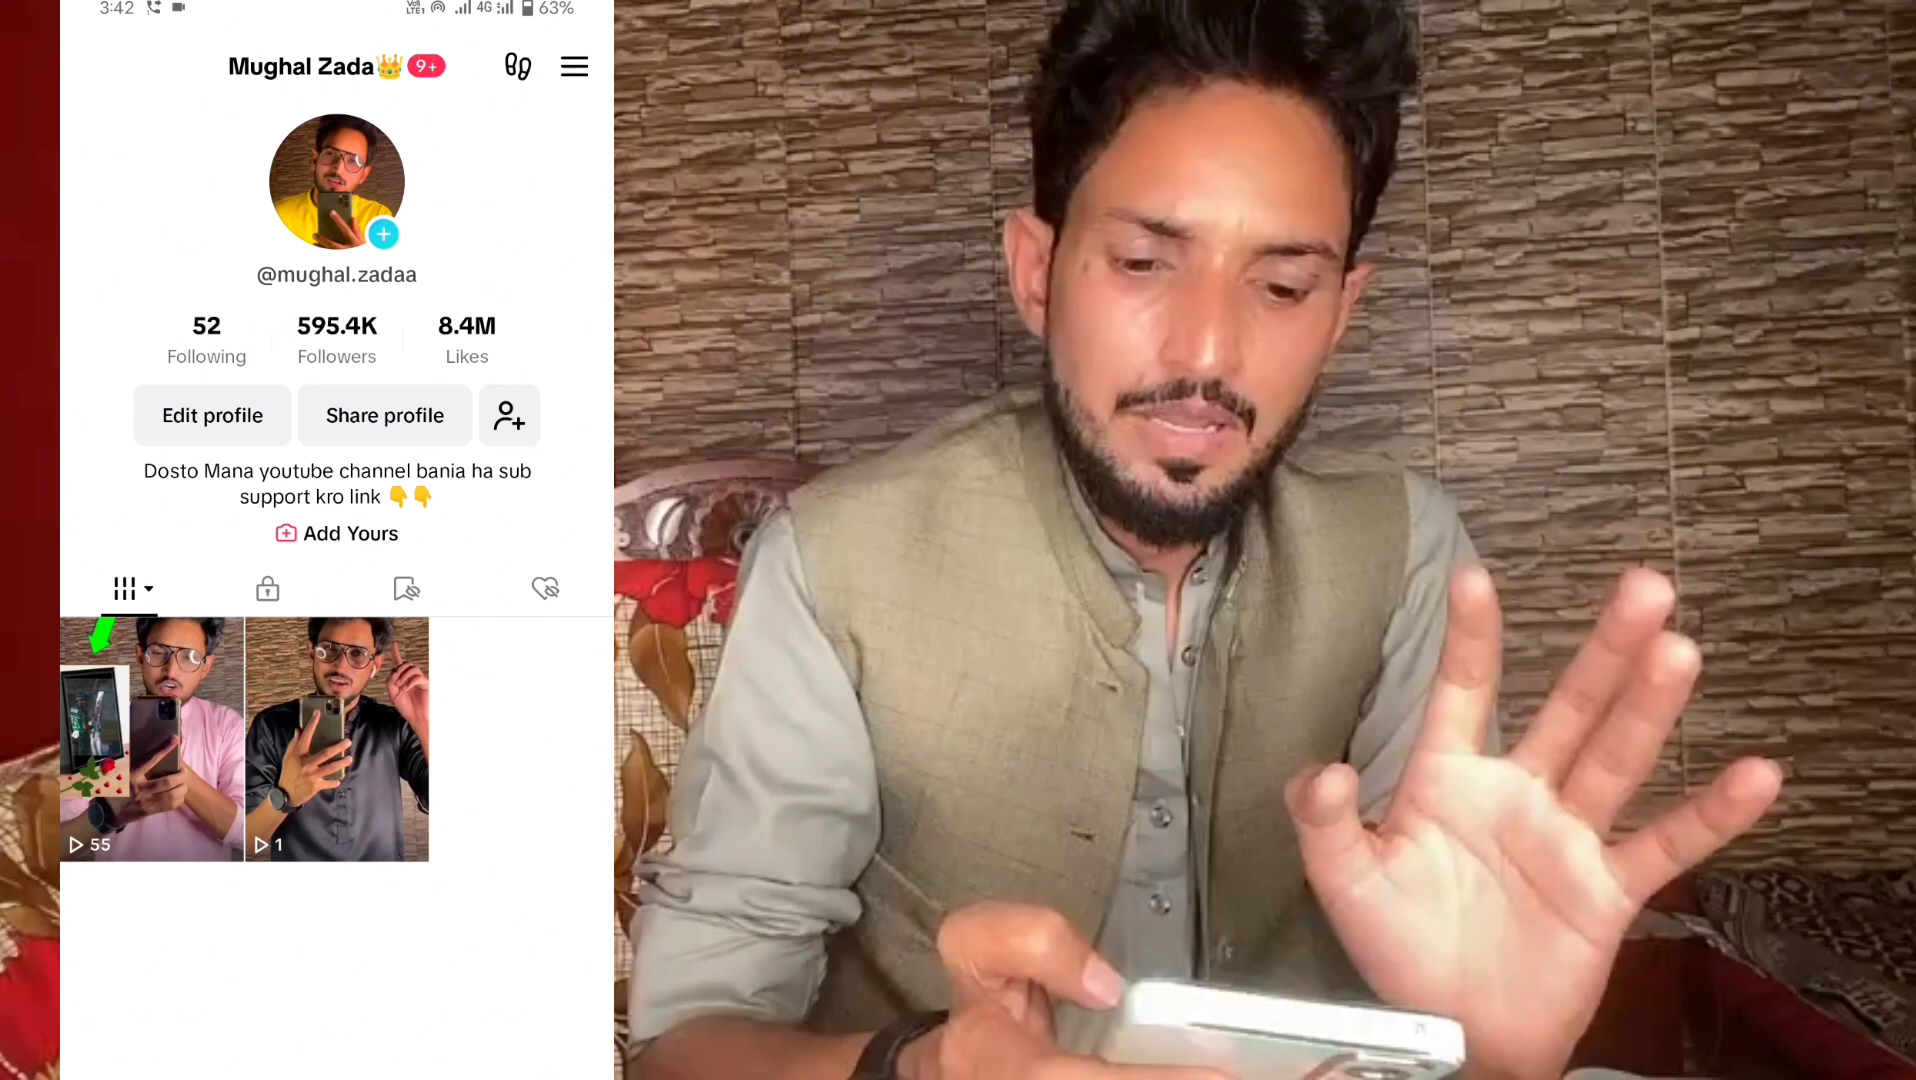 3:42 4G 63%
Mughal Zada👑 9+
@mughal.zadaa
52 595.4K 8.4M
Following Followers Likes
Edit profile Share profile
Dosto Mana youtube channel bania ha sub
support kro link 👇👇
Add Yours
55 1